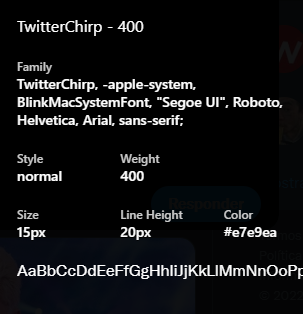 TwitterChirp - 400
Family
TwitterChirp, -apple-system,
BlinkMacSystemFont, "Segoe UI", Roboto,
Helvetica, Arial, sans-serif;
Style Weight
normal 400
Responder
Size Line Height Color
15px 20px #e7e9ea
AaBbCcDdEeFfGgHhIiJjKkLlMmNnOoPp